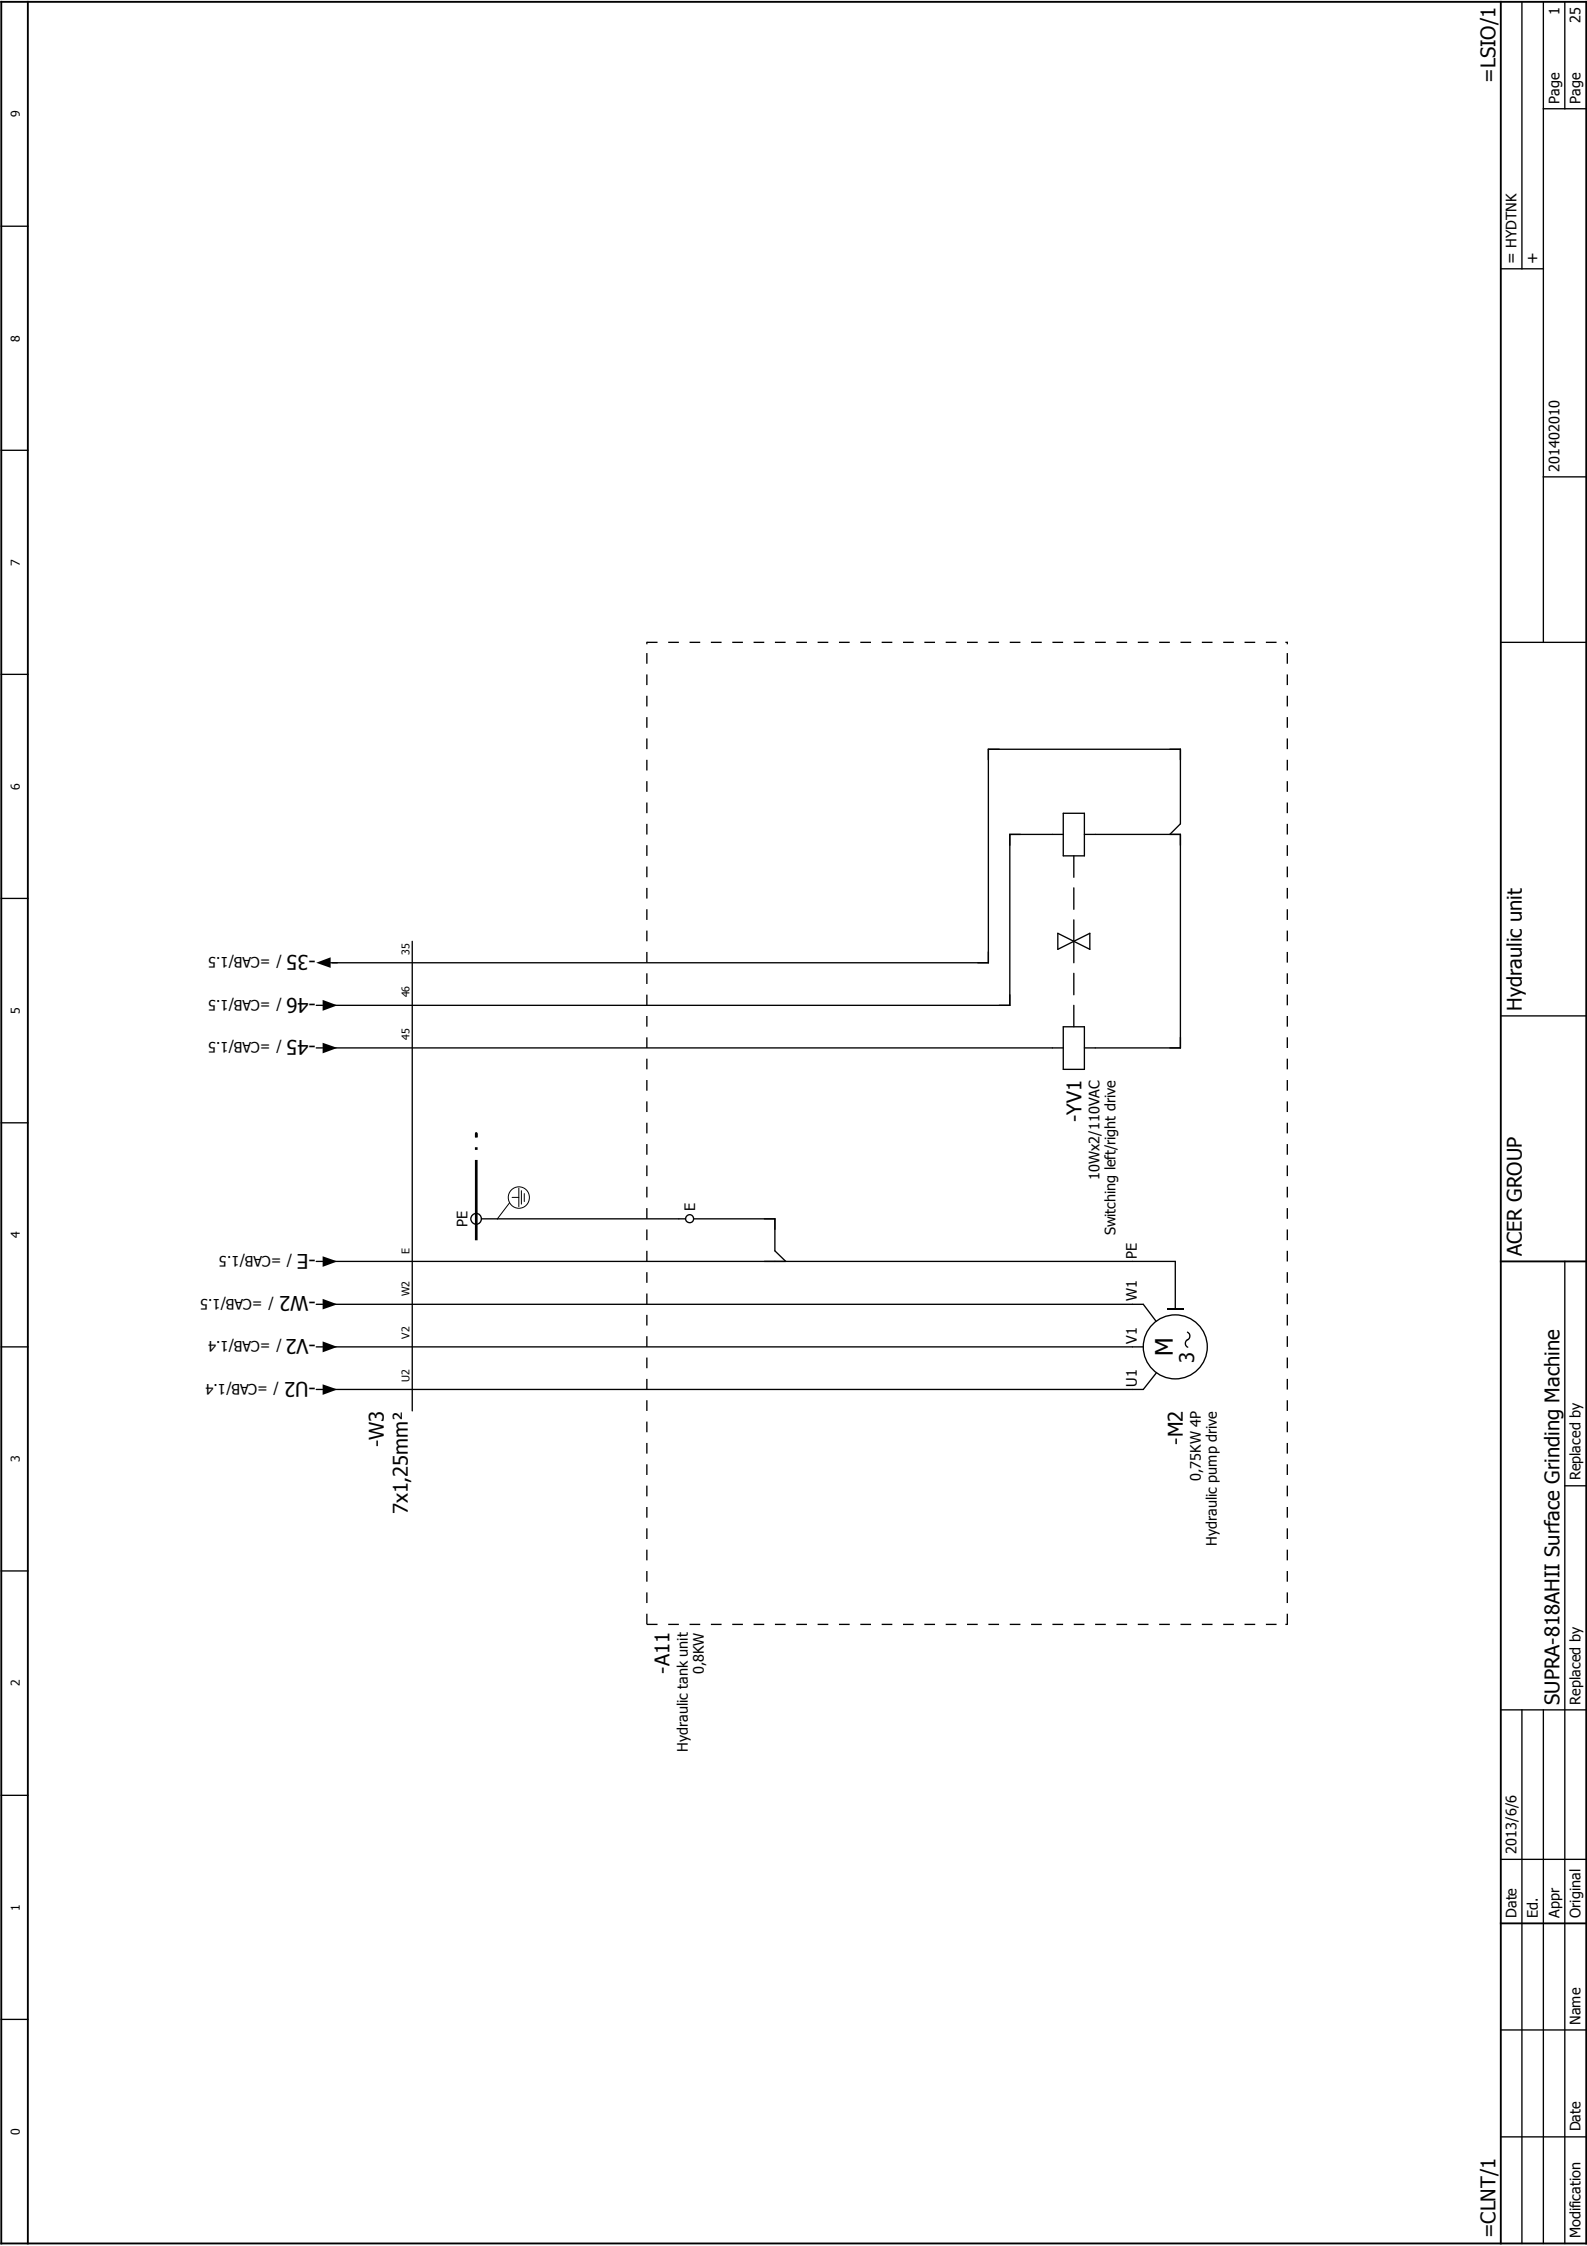 0 1 2 3 4 5 6 7 8 9
-U2 / =CAB/1.4
-V2 / =CAB/1.4
-W2 / =CAB/1.5
-E / =CAB/1.5
-45 / =CAB/1.5
-46 / =CAB/1.5
-35 / =CAB/1.5
-W3
7x1,25mm²
U2 V2 W2 E 45 46 35
PE
-A11
Hydraulic tank unit
0,8KW
E
-YV1
10Wx2/110VAC
Switching left/right drive
U1 V1 W1 PE
M
3~
-M2
0,75KW 4P
Hydraulic pump drive
=CLNT/1
=LSIO/1
Date 2013/6/6
ACER GROUP
Hydraulic unit
= HYDTNK
Ed.
+
Appr
SUPRA-818AHII Surface Grinding Machine
201402010
Page 1
Modification Date Name Original Replaced by Replaced by
Page 25